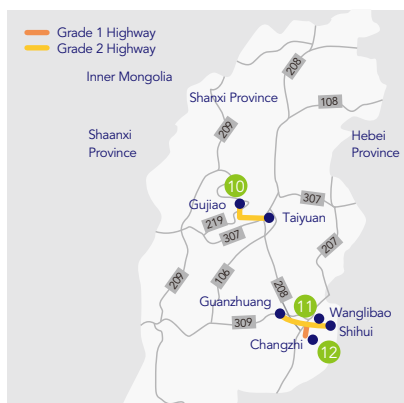 Grade 1 Highway
Grade 2 Highway
Inner Mongolia
208
Shanxi Province
108
209
Shaanxi
Province
Hebei
Province
10
Gujiao
307
219
Taiyuan
307
207
209
106
208
Guanzhuang
11
Wanglibao
309
Shihui
Changzhi
12